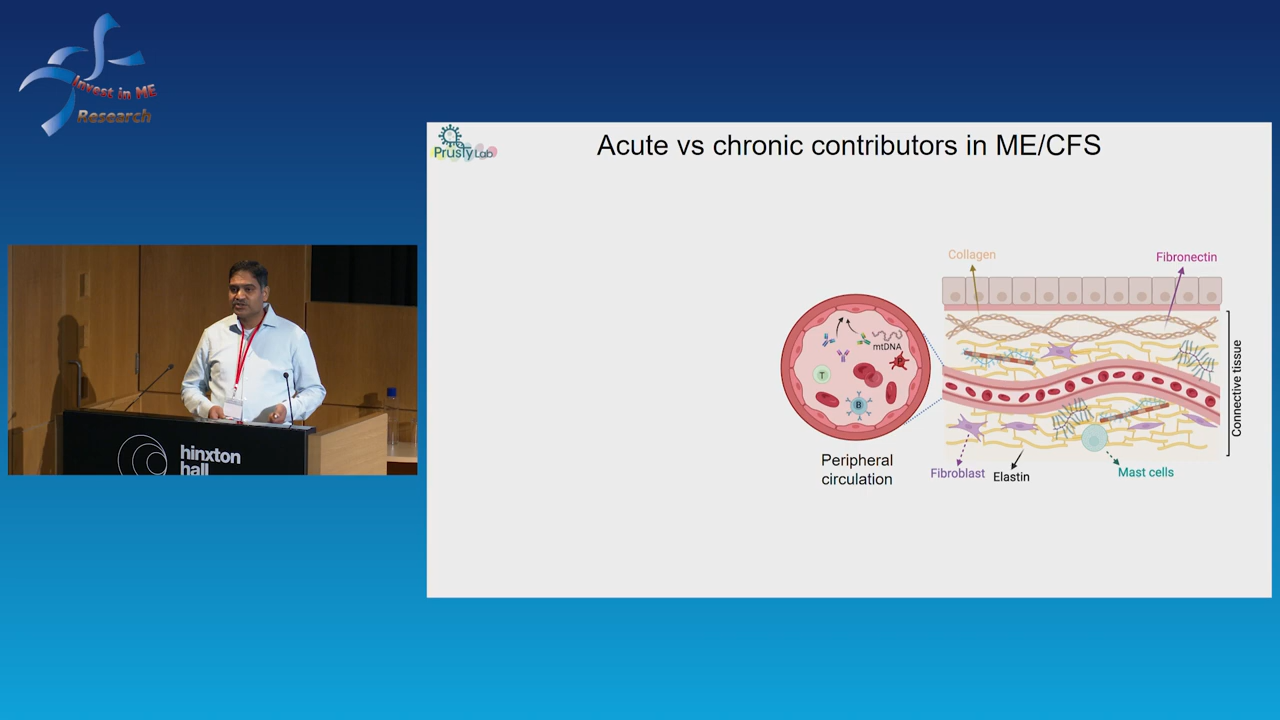 Invest in ME
Research
Prusty Lab
Acute vs chronic contributors in ME/CFS
Collagen
Fibronectin
mtDNA
P
T
B
Connective tissue
Peripheral
circulation
Fibroblast
Elastin
Mast cells
hinxton
hall